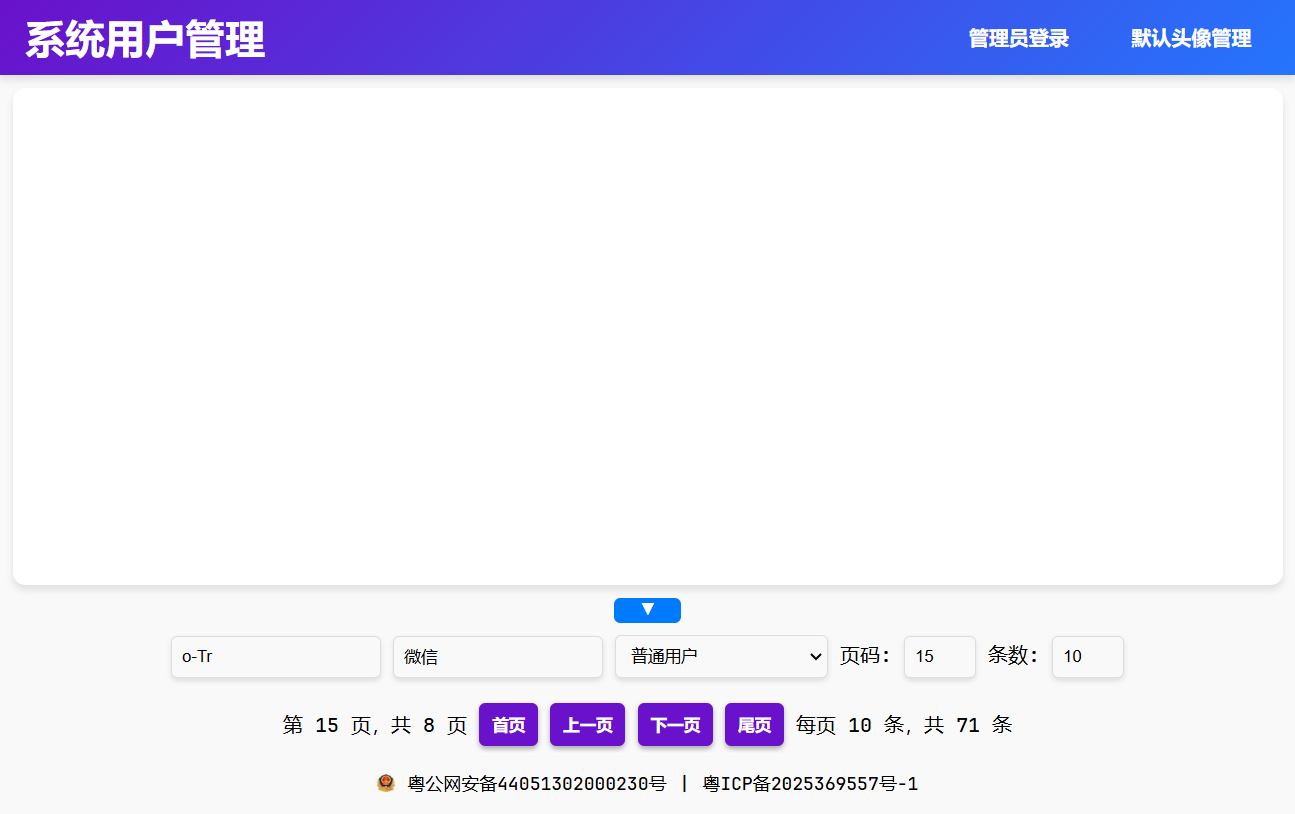 系统用户管理 管理员登录 默认头像管理
▼
o-Tr 微信 普通用户 页码： 15 条数： 10
第 15 页，共 8 页 首页 上一页 下一页 尾页 每页 10 条，共 71 条
粤公网安备44051302000230号 | 粤ICP备2025369557号-1